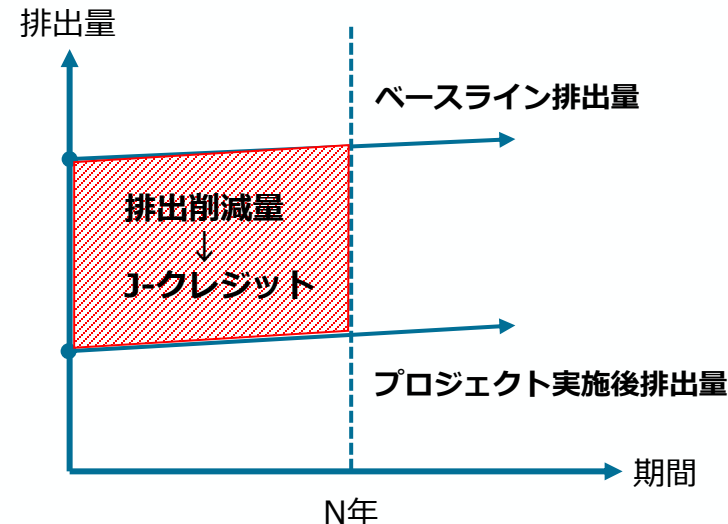 排出量
ベースライン排出量
排出削減量
↓
J-クレジット
プロジェクト実施後排出量
期間
N年